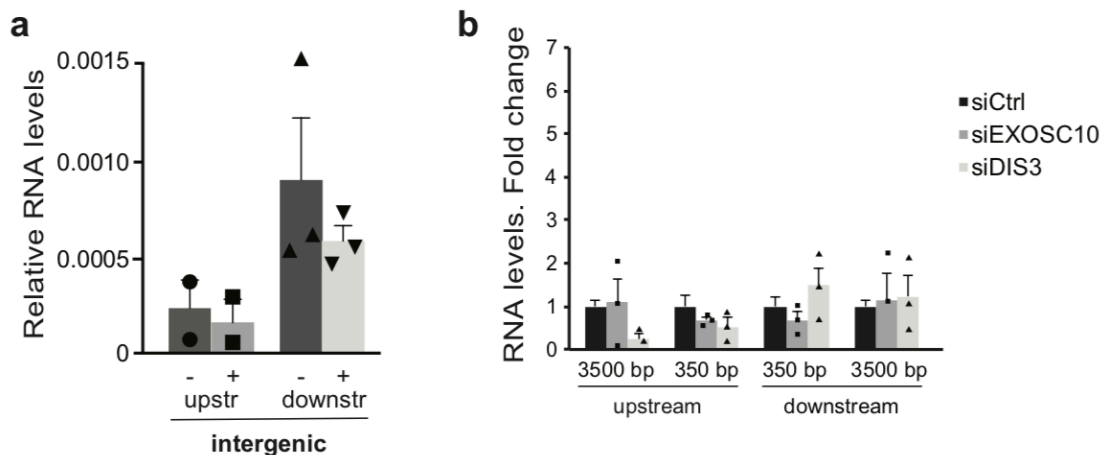 a
Relative RNA levels
0.0015
0.0010
0.0005
0
- + - +
upstr downstr
intergenic
b
RNA levels. Fold change
7
6
5
4
3
2
1
0
3500 bp 350 bp 350 bp 3500 bp
upstream downstream
siCtrl
siEXOSC10
siDIS3